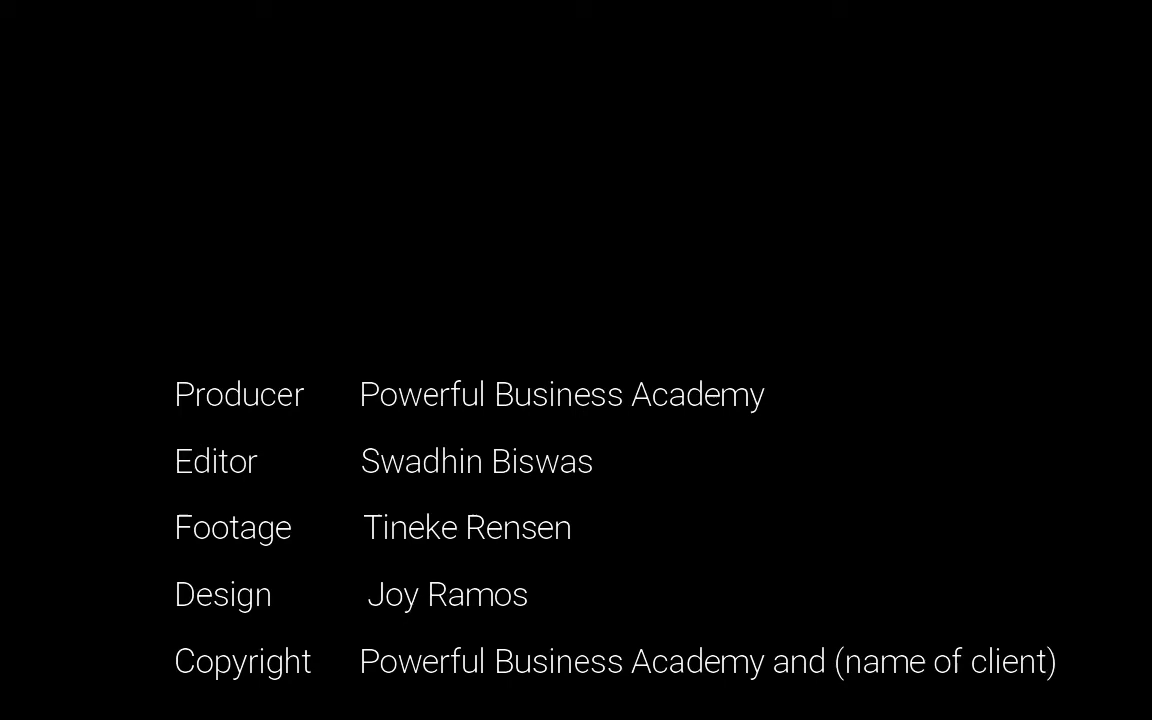 Producer Powerful Business Academy
Editor Swadhin Biswas
Footage Tineke Rensen
Design Joy Ramos
Copyright Powerful Business Academy and (name of client)